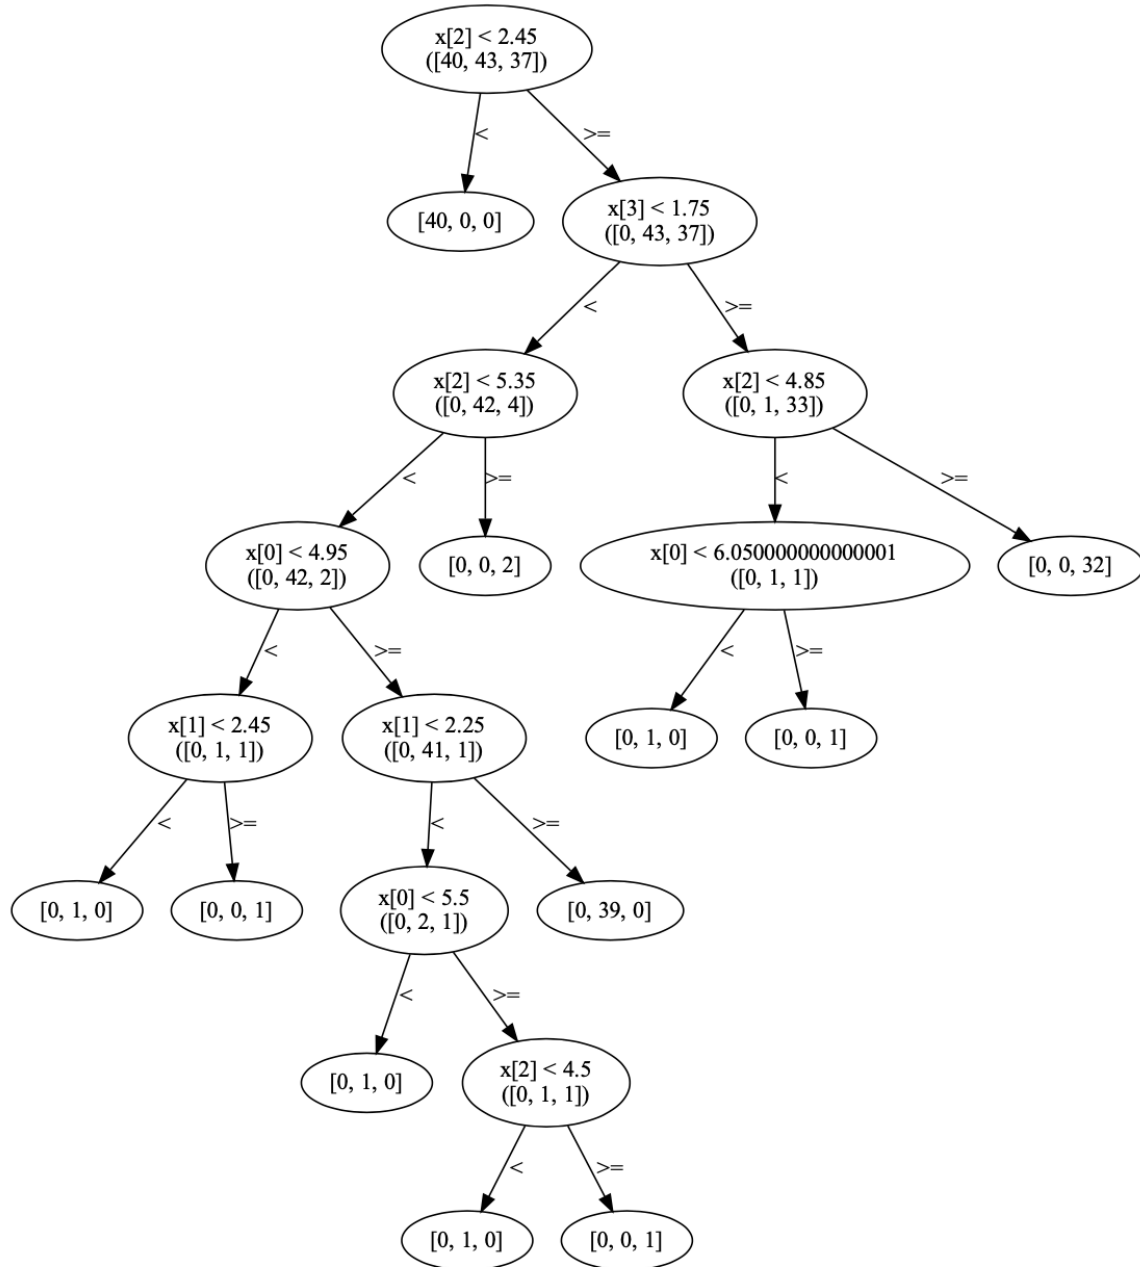 x[2] < 2.45
([40, 43, 37])
<
>=
[40, 0, 0]
x[3] < 1.75
([0, 43, 37])
<
>=
x[2] < 5.35
([0, 42, 4])
x[2] < 4.85
([0, 1, 33])
<
>=
<
>=
x[0] < 4.95
([0, 42, 2])
[0, 0, 2]
x[0] < 6.050000000000001
([0, 1, 1])
[0, 0, 32]
<
>=
<
>=
x[1] < 2.45
([0, 1, 1])
x[1] < 2.25
([0, 41, 1])
[0, 1, 0]
[0, 0, 1]
<
>=
<
>=
[0, 1, 0]
[0, 0, 1]
x[0] < 5.5
([0, 2, 1])
[0, 39, 0]
<
>=
[0, 1, 0]
x[2] < 4.5
([0, 1, 1])
<
>=
[0, 1, 0]
[0, 0, 1]